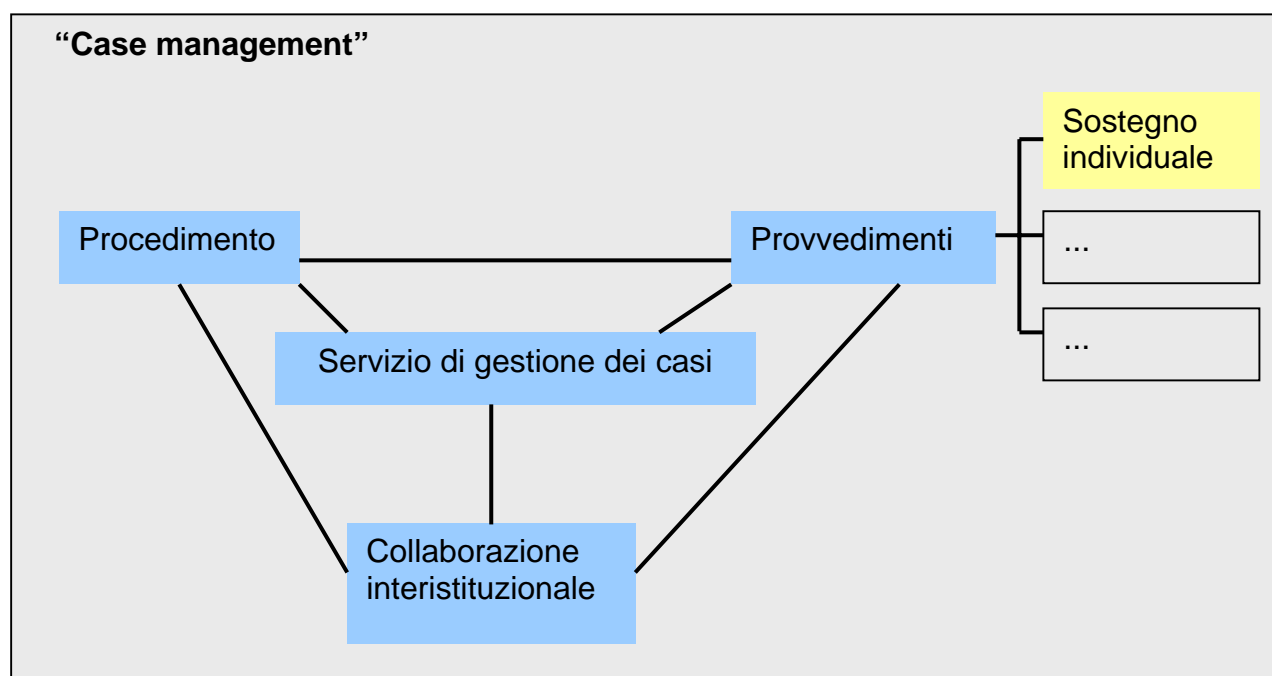 “Case management”
Sostegno
individuale
Procedimento
Provvedimenti
...
Servizio di gestione dei casi
...
Collaborazione
interistituzionale